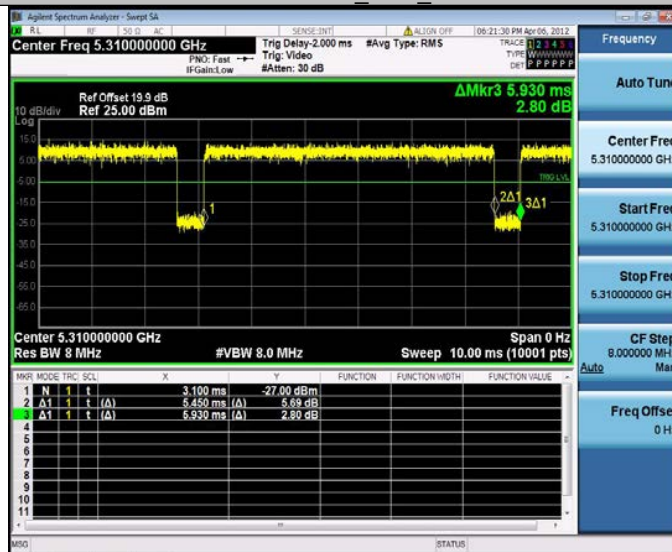 Agilent Spectrum Analyzer - Swept SA
RL RF 50 Ω AC SENSE:INT ALIGN OFF 06:21:30 PM Apr 06, 2012
Center Freq 5.310000000 GHz
PNO: Fast
IFGain:Low
Trig Delay-2.000 ms
Trig: Video
#Atten: 30 dB
#Avg Type: RMS
TRACE 1 2 3 4 5 6
TYPE W
DET P P P P P P
Frequency
Ref Offset 19.9 dB
10 dB/div Ref 25.00 dBm
Log
ΔMkr3 5.930 ms
2.80 dB
15.0
5.00
-5.00
-15.0
-25.0
-35.0
-45.0
-55.0
-65.0
TRIG LVL
1
2Δ1
3Δ1
Center 5.310000000 GHz
Span 0 Hz
Res BW 8 MHz #VBW 8.0 MHz Sweep 10.00 ms (10001 pts)
MKR MODE TRC SCL X Y FUNCTION FUNCTION WIDTH FUNCTION VALUE
1 N 1 t 3.100 ms -27.00 dBm
2 Δ1 1 t (Δ) 5.450 ms (Δ) 5.69 dB
3 Δ1 1 t (Δ) 5.930 ms (Δ) 2.80 dB
4
5
6
7
8
9
10
11
MSG
STATUS
Auto Tune
Center Freq
5.310000000 GH
Start Freq
5.310000000 GH
Stop Freq
5.310000000 GH
CF Step
8.000000 MH
Auto Man
Freq Offse
0 H